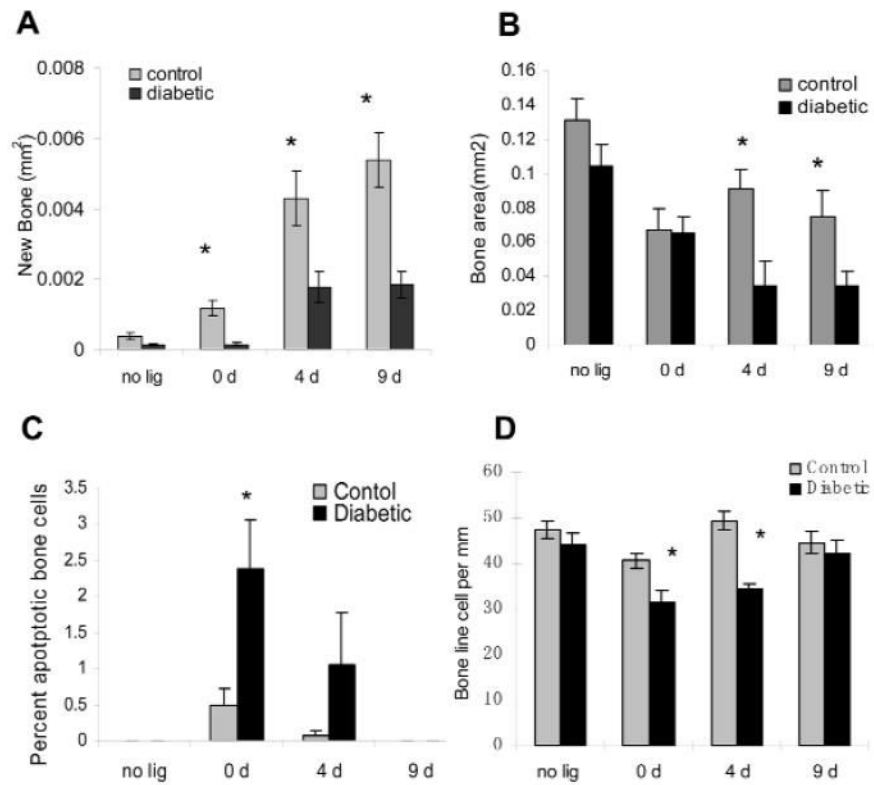 A
New Bone (mm²)
0.008
0.006
0.004
0.002
0
control
diabetic
*
*
*
no lig 0 d 4 d 9 d
B
Bone area(mm2)
0.16
0.14
0.12
0.1
0.08
0.06
0.04
0.02
0
control
diabetic
*
*
no lig 0 d 4 d 9 d
C
Percent apotptotic bone cells
3.5
3
2.5
2
1.5
1
0.5
0
Contol
Diabetic
*
no lig 0 d 4 d 9 d
D
Bone line cell per mm
60
50
40
30
20
10
0
Control
Diabetic
*
*
no lig 0 d 4 d 9 d